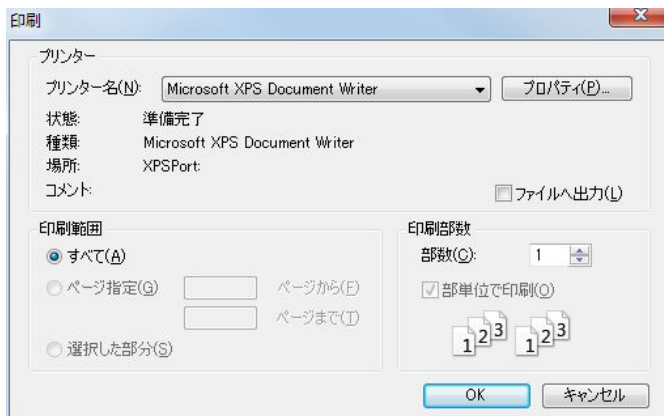 印刷
プリンター
プリンター名(N): Microsoft XPS Document Writer プロパティ(P)...
状態: 準備完了
種類: Microsoft XPS Document Writer
場所: XPSPort:
コメント: ファイルへ出力(L)
印刷範囲
すべて(A)
ページ指定(G) ページから(F)
ページまで(T)
選択した部分(S)
印刷部数
部数(C): 1
部単位で印刷(O)
1 2 3 1 2 3
OK キャンセル